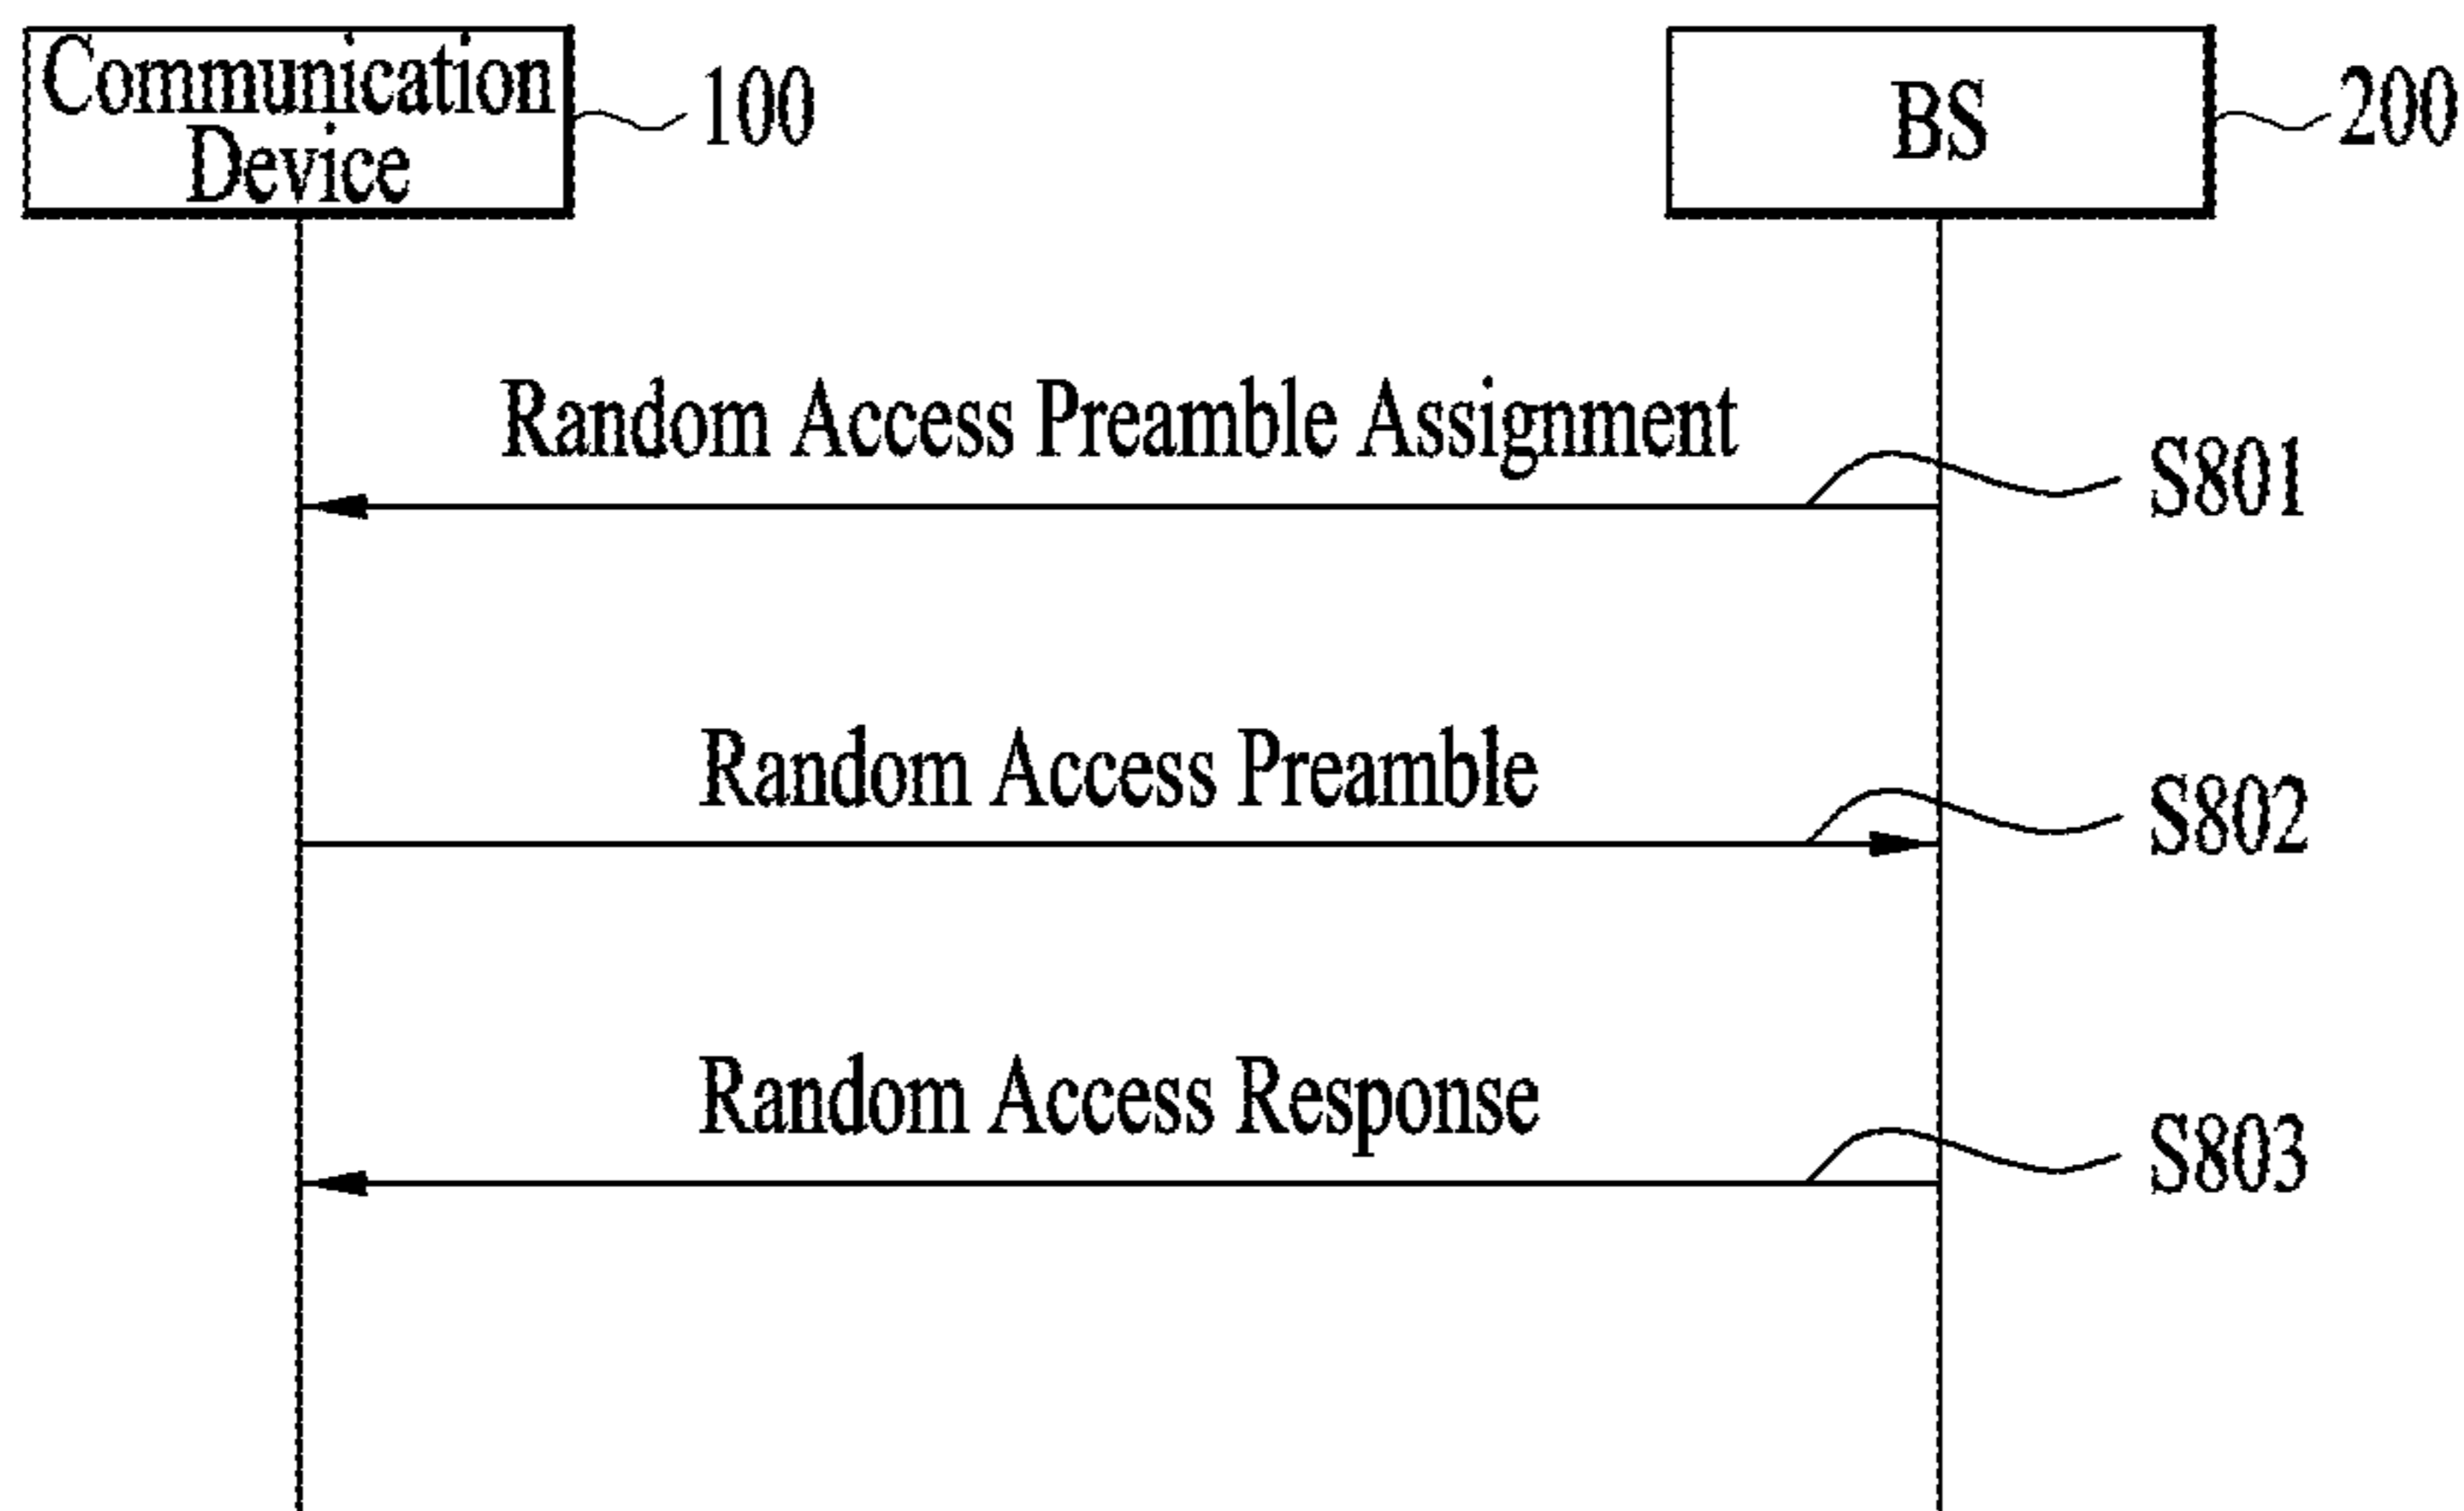 Communication
Device
100
BS
200
Random Access Preamble Assignment
S801
Random Access Preamble
S802
Random Access Response
S803